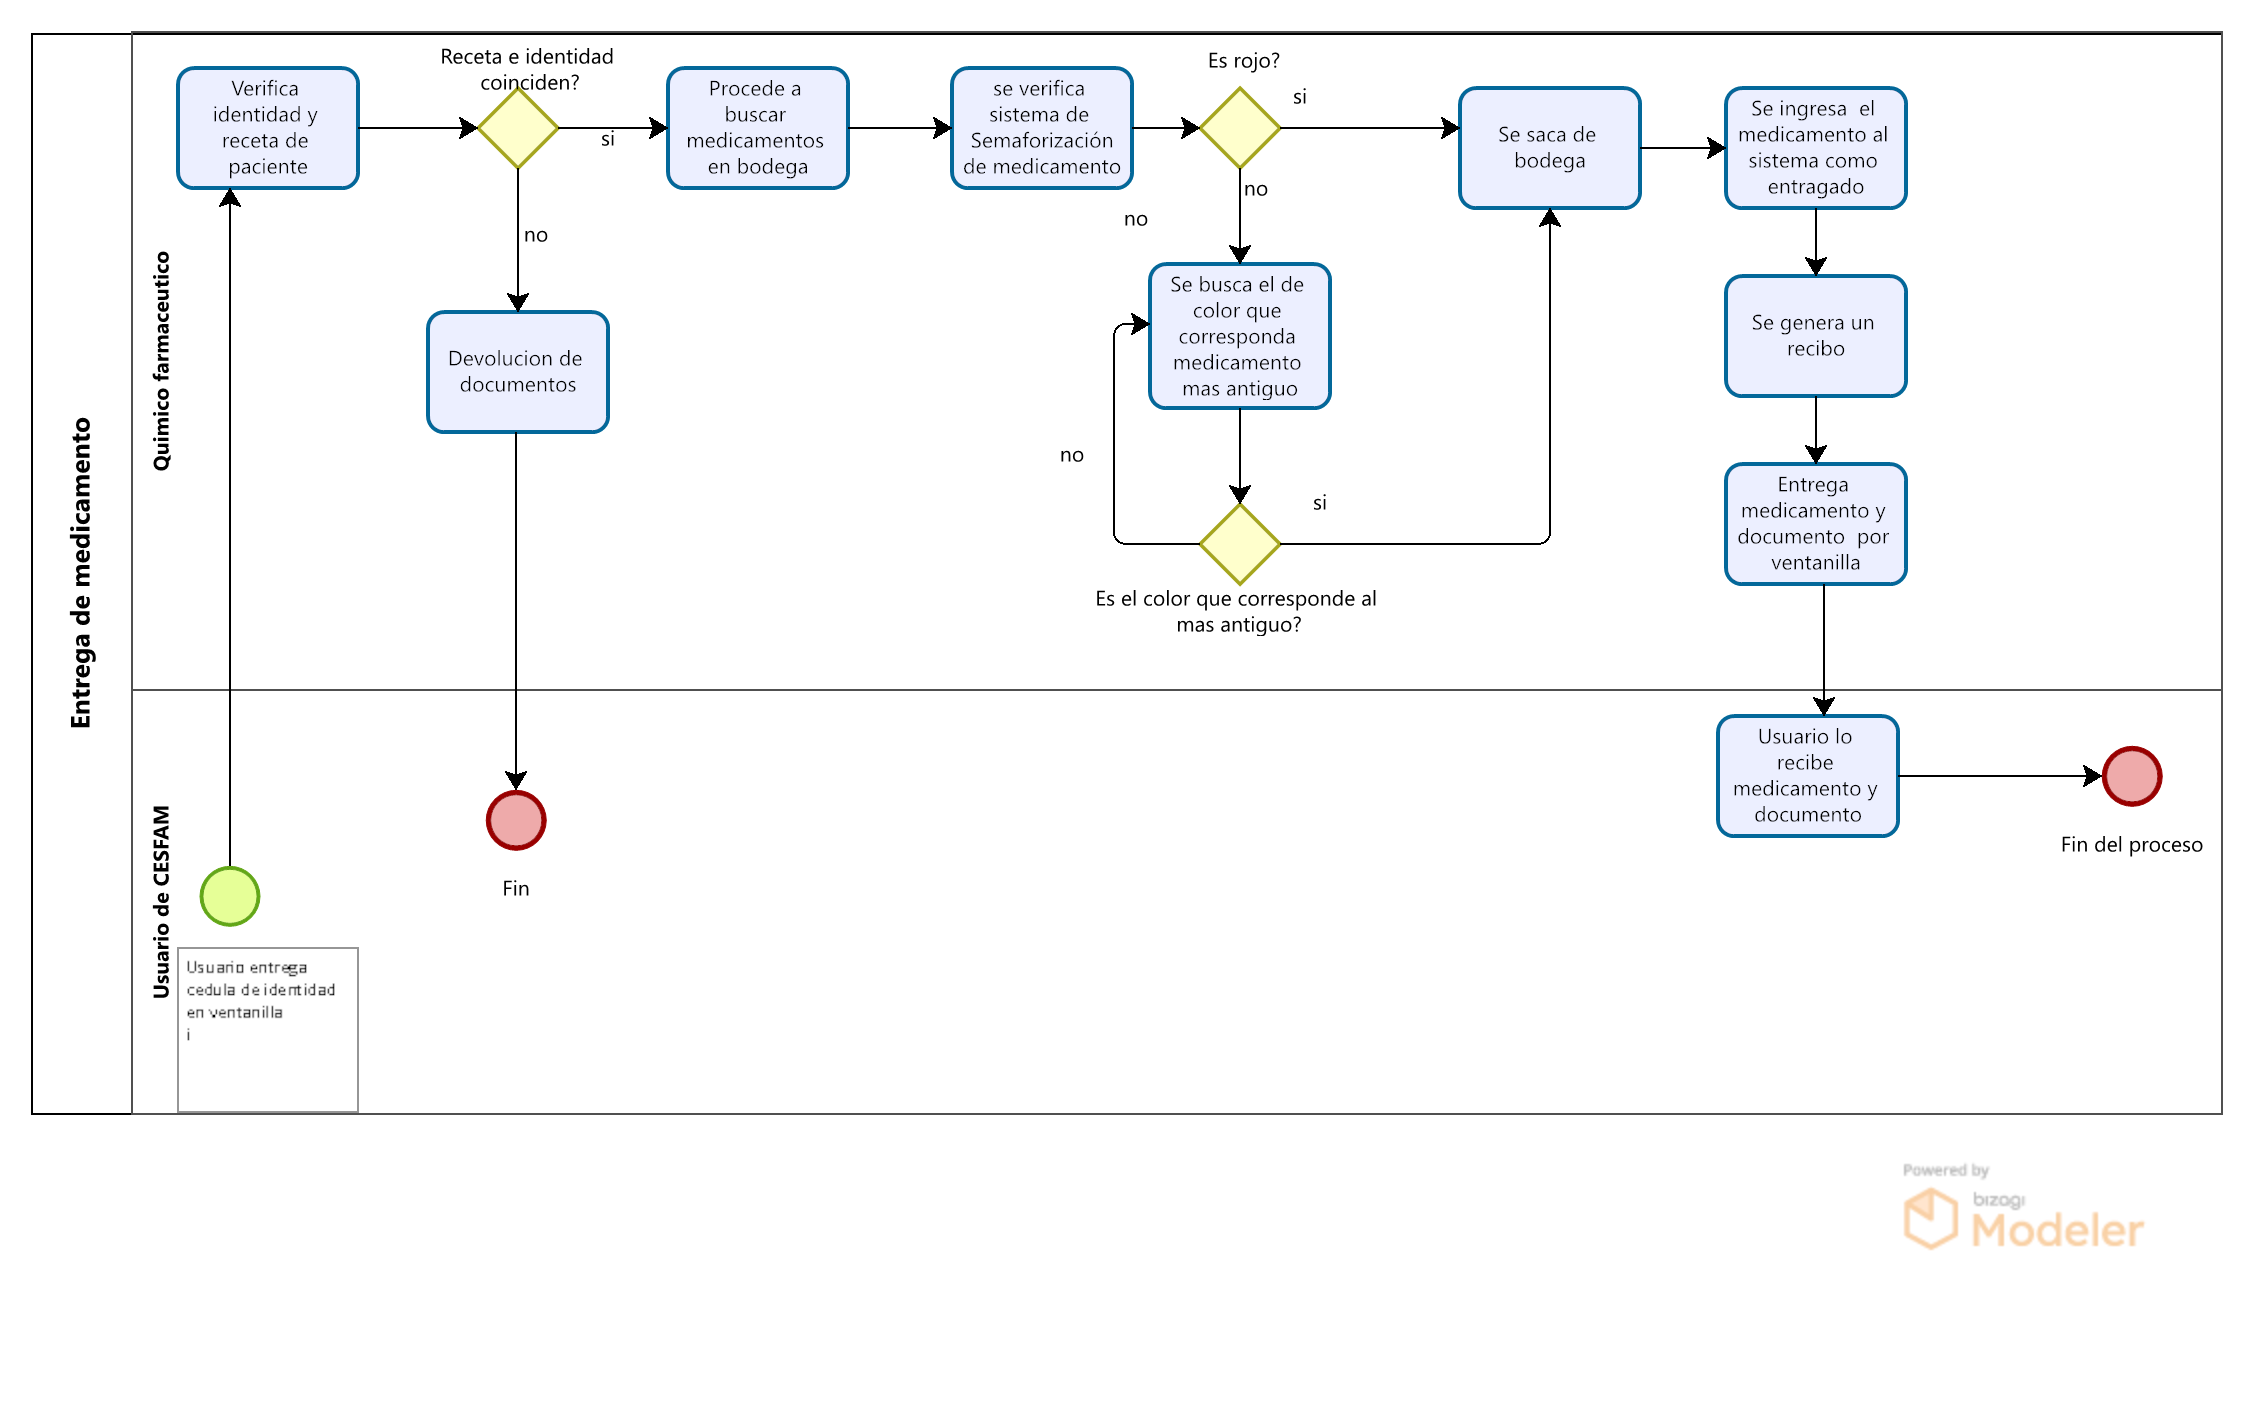 Entrega de medicamento
Quimico farmaceutico
Verifica
identidad y
receta de
paciente
Receta e identidad
coinciden?
si
no
Devolucion de
documentos
Procede a
buscar
medicamentos
en bodega
se verifica
sistema de
Semaforización
de medicamento
Es rojo?
si
no
no
Se busca el de
color que
corresponda
medicamento
mas antiguo
no
si
Es el color que corresponde al
mas antiguo?
Se saca de
bodega
Se ingresa el
medicamento al
sistema como
entragado
Se genera un
recibo
Entrega
medicamento y
documento por
ventanilla
Usuario de CESFAM
Usuario entrega
cedula de identidad
en ventanilla
i
Fin
Usuario lo
recibe
medicamento y
documento
Fin del proceso
Powered by
bizagi
Modeler